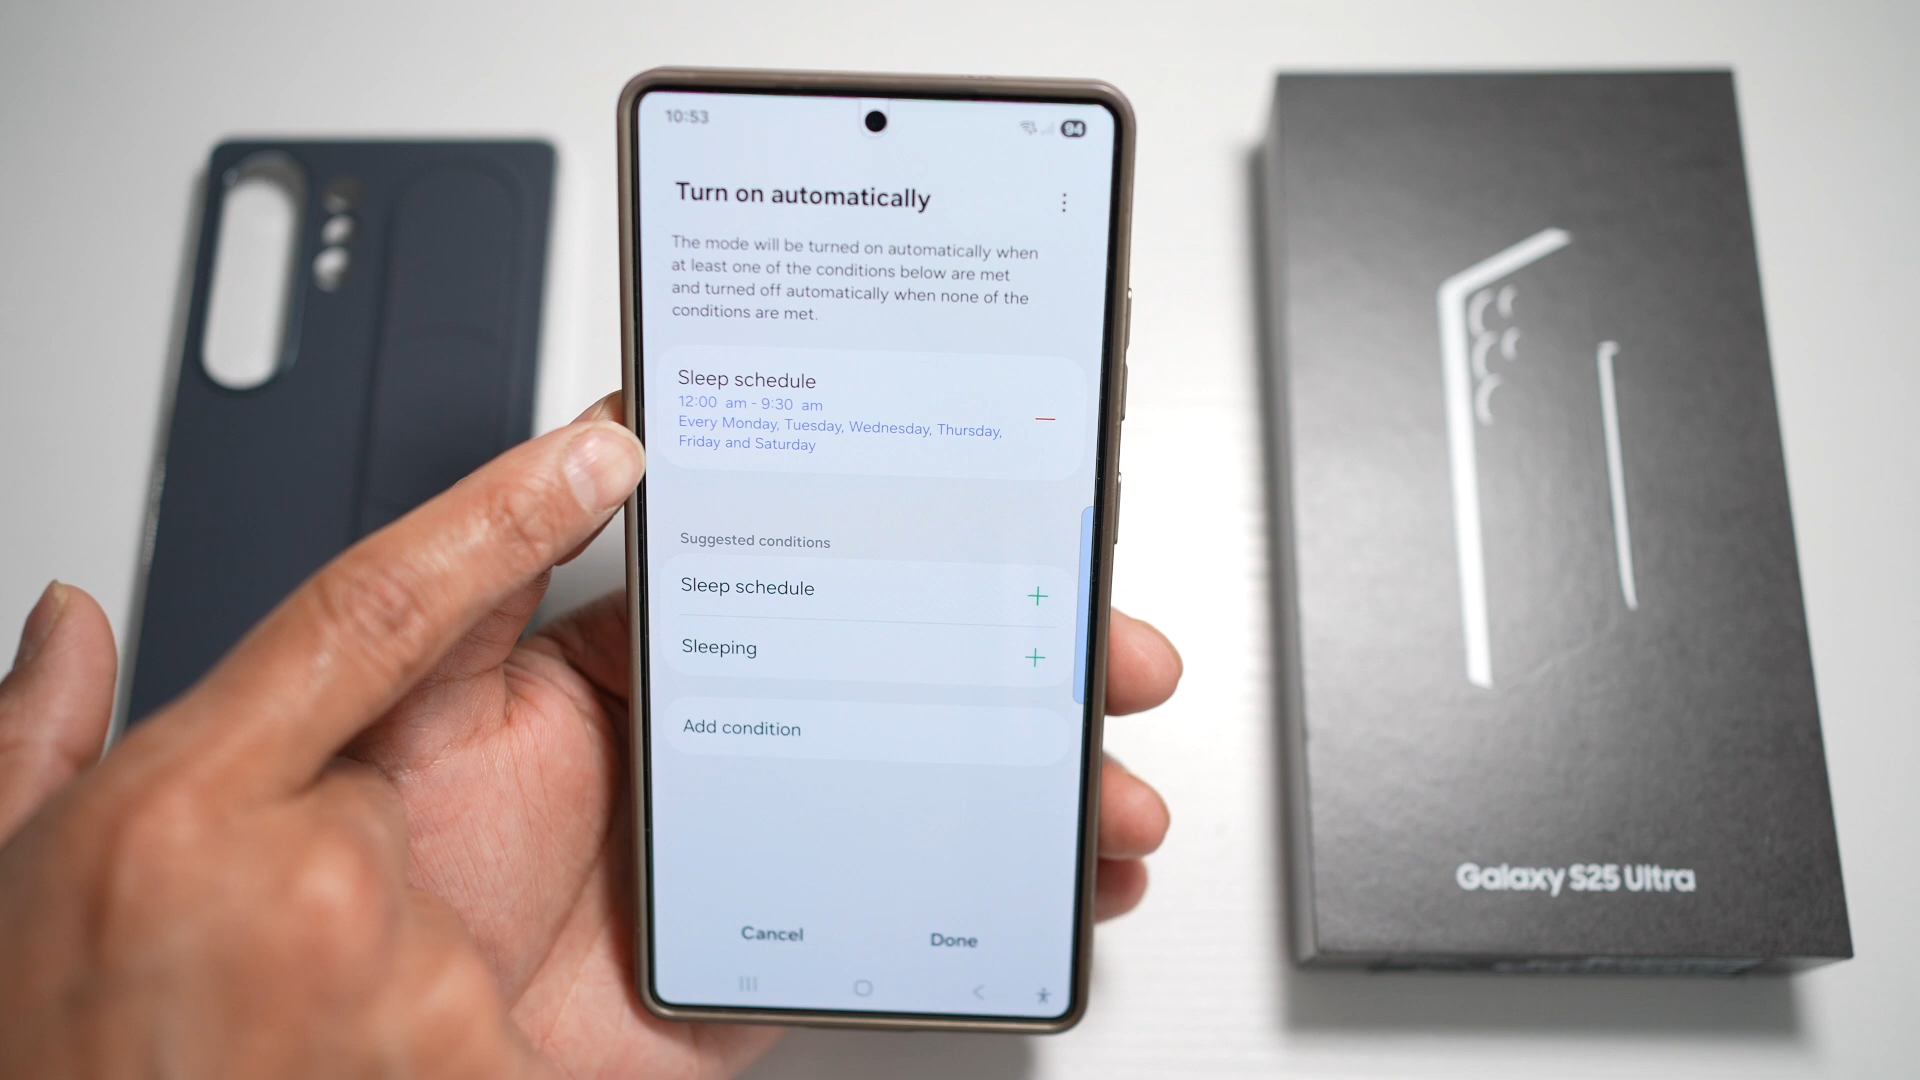 10:53
94
Turn on automatically
The mode will be turned on automatically when
at least one of the conditions below are met
and turned off automatically when none of the
conditions are met.
Sleep schedule
12:00 am - 9:30 am
Every Monday, Tuesday, Wednesday, Thursday,
Friday and Saturday
Suggested conditions
Sleep schedule
Sleeping
Add condition
Cancel
Done
Galaxy S25 Ultra